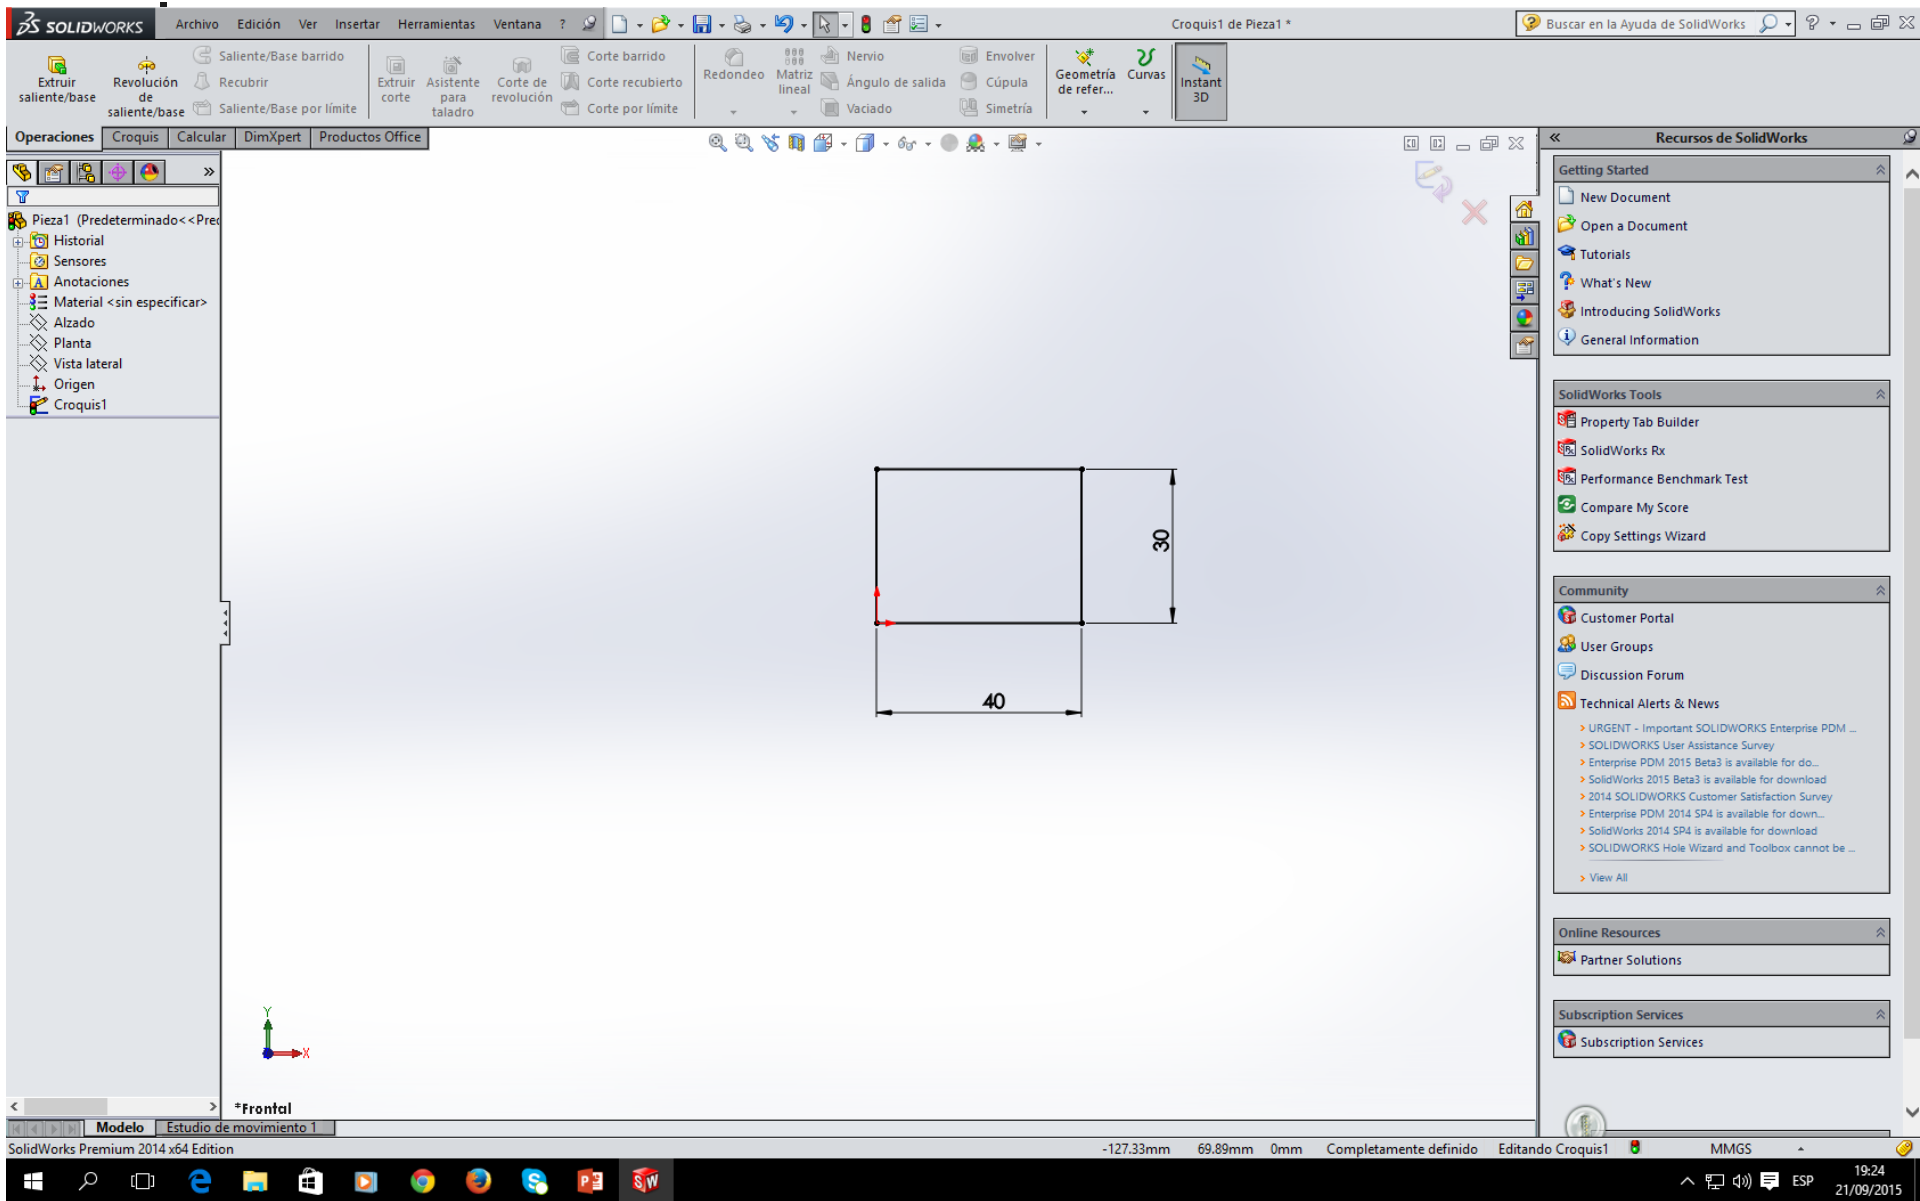 SOLIDWORKS Archivo Edición Ver Insertar Herramientas Ventana ? Croquis1 de Pieza1 * Buscar en la Ayuda de SolidWorks ?
Extruir saliente/base
Revolución de saliente/base
Saliente/Base barrido
Recubrir
Saliente/Base por límite
Extruir corte
Asistente para taladro
Corte de revolución
Corte barrido
Corte recubierto
Corte por límite
Redondeo
Matriz lineal
Nervio
Ángulo de salida
Vaciado
Envolver
Cúpula
Simetría
Geometría de refer...
Curvas
Instant 3D
Operaciones Croquis Calcular DimXpert Productos Office
Pieza1 (Predeterminado<<Pred
Historial
Sensores
Anotaciones
Material <sin especificar>
Alzado
Planta
Vista lateral
Origen
Croquis1
30
40
Y
X
*Frontal
« Recursos de SolidWorks
Getting Started
New Document
Open a Document
Tutorials
What's New
Introducing SolidWorks
General Information
SolidWorks Tools
Property Tab Builder
SolidWorks Rx
Performance Benchmark Test
Compare My Score
Copy Settings Wizard
Community
Customer Portal
User Groups
Discussion Forum
Technical Alerts & News
> URGENT - Important SOLIDWORKS Enterprise PDM ...
> SOLIDWORKS User Assistance Survey
> Enterprise PDM 2015 Beta3 is available for do...
> SolidWorks 2015 Beta3 is available for download
> 2014 SOLIDWORKS Customer Satisfaction Survey
> Enterprise PDM 2014 SP4 is available for down...
> SolidWorks 2014 SP4 is available for download
> SOLIDWORKS Hole Wizard and Toolbox cannot be ...
> View All
Online Resources
Partner Solutions
Subscription Services
Subscription Services
Modelo Estudio de movimiento 1
SolidWorks Premium 2014 x64 Edition -127.33mm 69.89mm 0mm Completamente definido Editando Croquis1 MMGS
ESP 19:24
21/09/2015